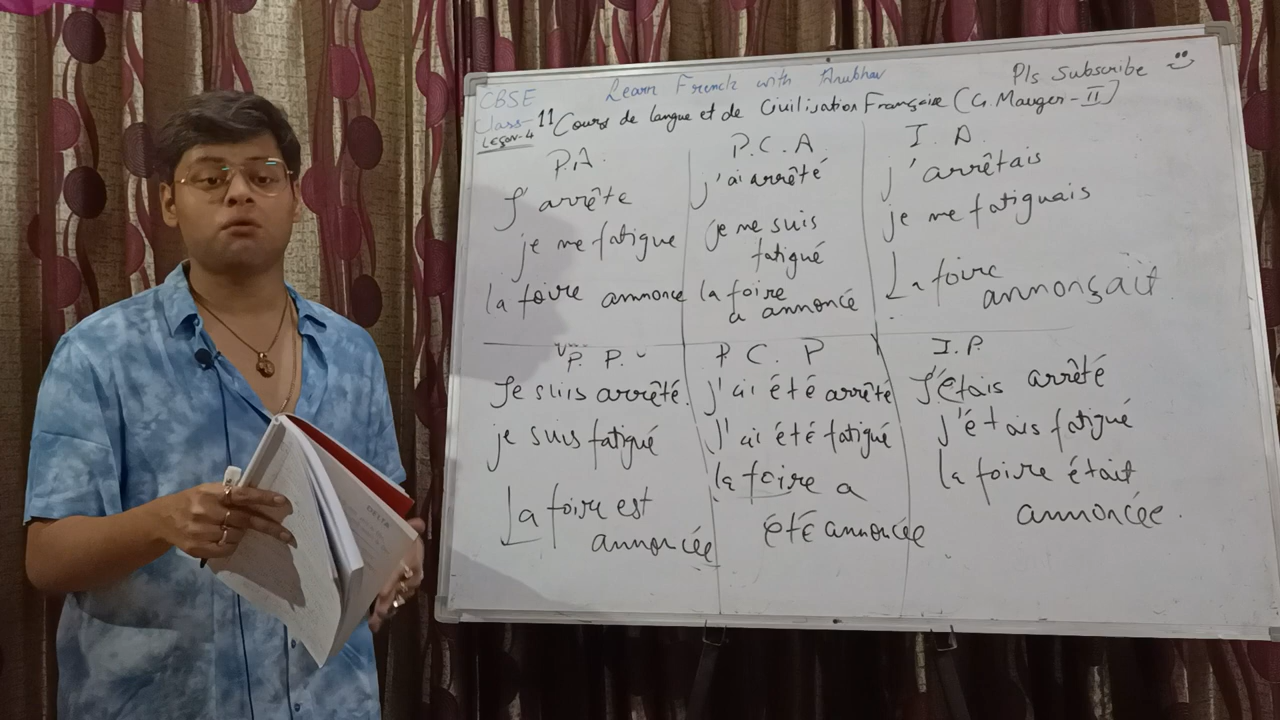 CBSE Learn French with Anubhav Pls Subscribe
Class-11 Cours de langue et de Civilisation Française (G. Mauger-II)
Leçon-4
P.A.
J'arrête
je me fatigue
la foire annonce
P.C.A
j'ai arrêté
je me suis
fatigué
la foire
a annoncé
I.A.
j'arrêtais
je me fatiguais
La foire
annonçait
P.P.
Je suis arrêté.
je suis fatigué
La foire est
annoncée
P C. P
j'ai été arrêté
j'ai été fatigué
la foire a
été annoncée
I.P.
J'étais arrêté
j'étais fatigué
la foire était
annoncée.
DELTA